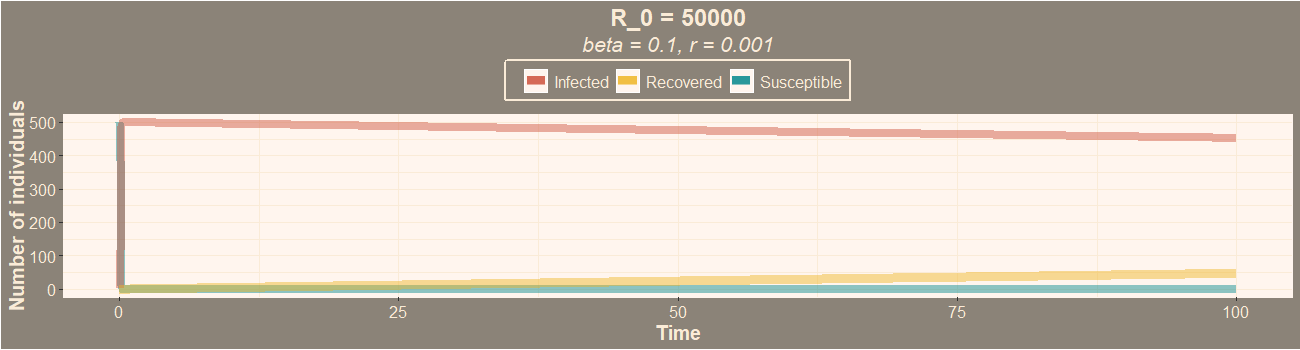 R_0 = 50000
beta = 0.1, r = 0.001
Infected Recovered Susceptible
Number of individuals
500
400
300
200
100
0
0 25 50 75 100
Time